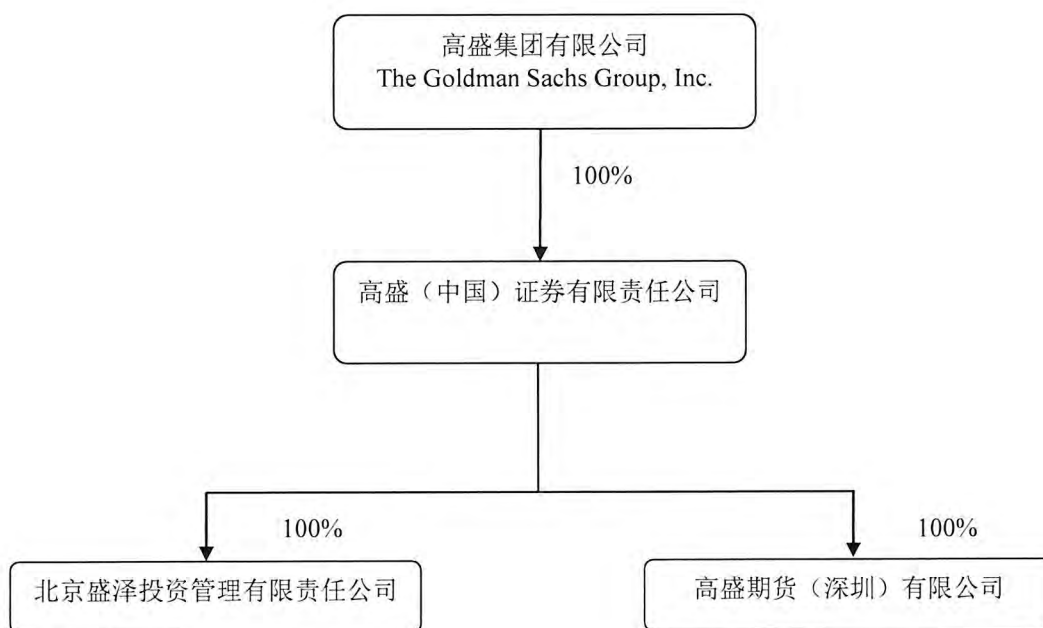 高盛集团有限公司
The Goldman Sachs Group, Inc.
100%
高盛（中国）证券有限责任公司
100%
100%
北京盛泽投资管理有限责任公司
高盛期货（深圳）有限公司